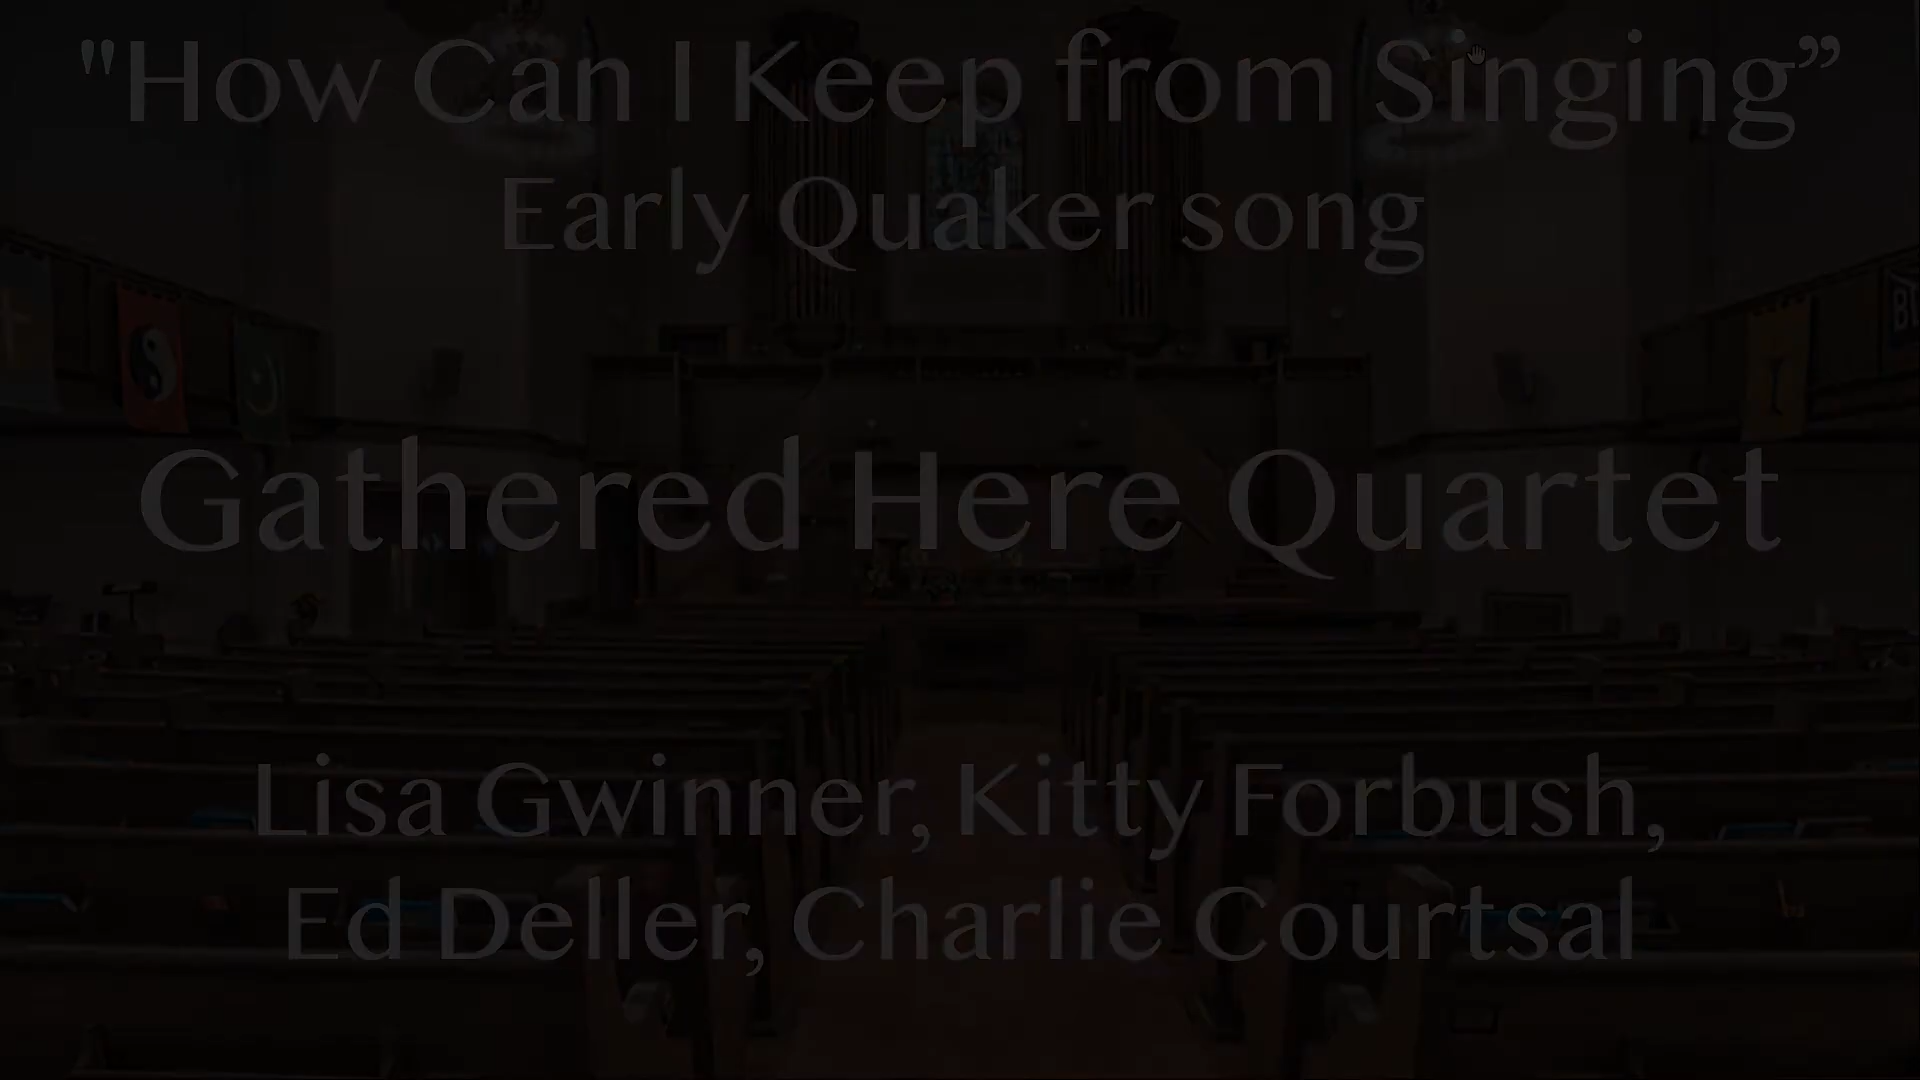 "How Can I Keep from Singing”
Early Quaker song
Gathered Here Quartet
Lisa Gwinner, Kitty Forbush,
Ed Deller, Charlie Courtsal